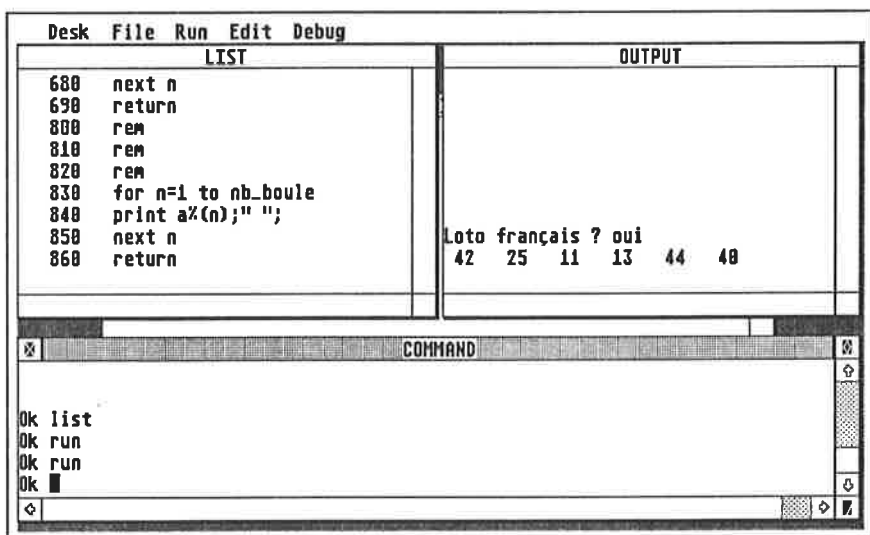 Desk File Run Edit Debug
LIST
680 next n
690 return
800 rem
810 rem
820 rem
830 for n=1 to nb_boule
840 print a%(n);" ";
850 next n
860 return
OUTPUT
Loto français ? oui
42 25 11 13 44 40
COMMAND
Ok list
Ok run
Ok run
Ok